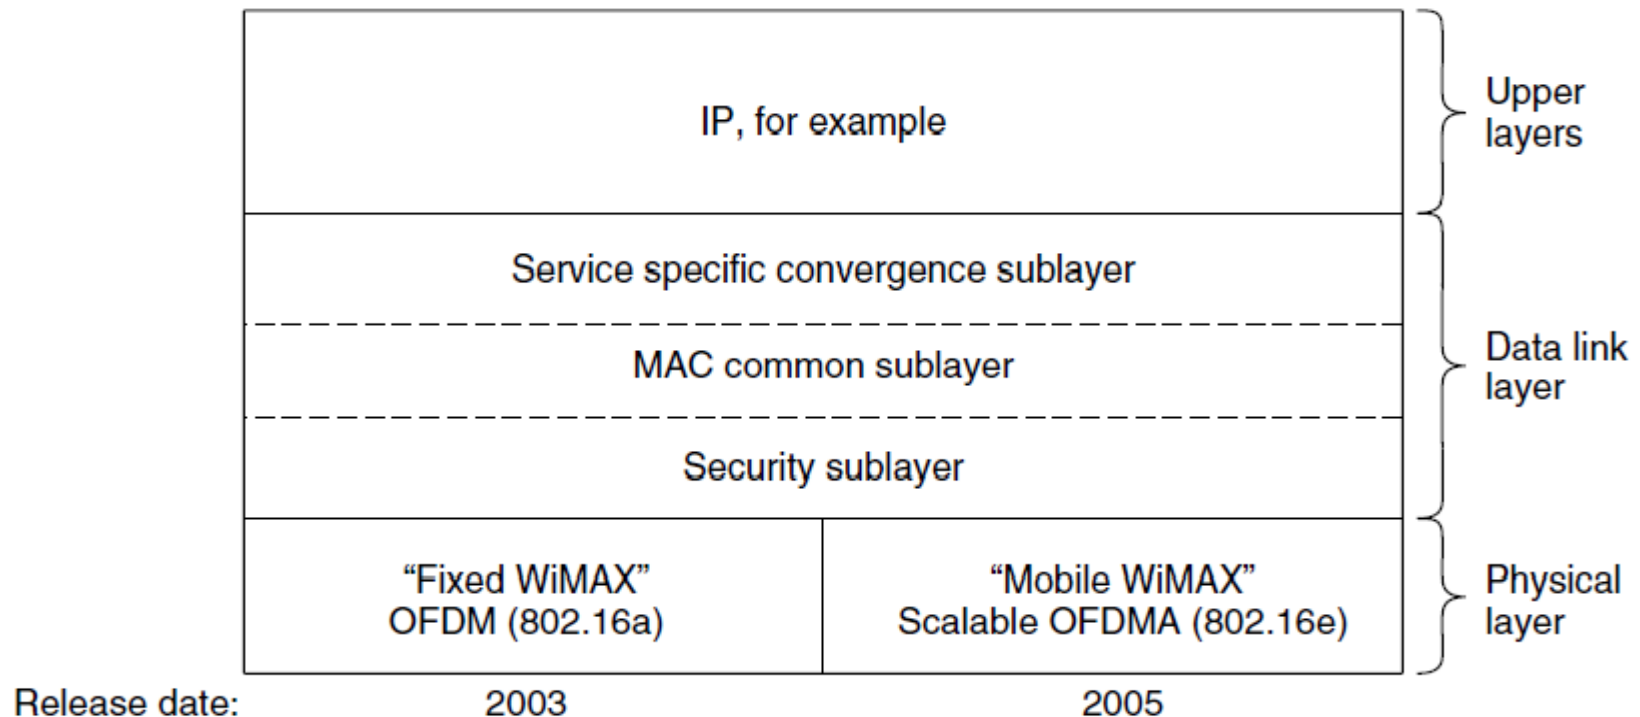 IP, for example
Upper
layers
Service specific convergence sublayer
MAC common sublayer
Security sublayer
Data link
layer
“Fixed WiMAX”
OFDM (802.16a)
“Mobile WiMAX”
Scalable OFDMA (802.16e)
Physical
layer
Release date:
2003
2005